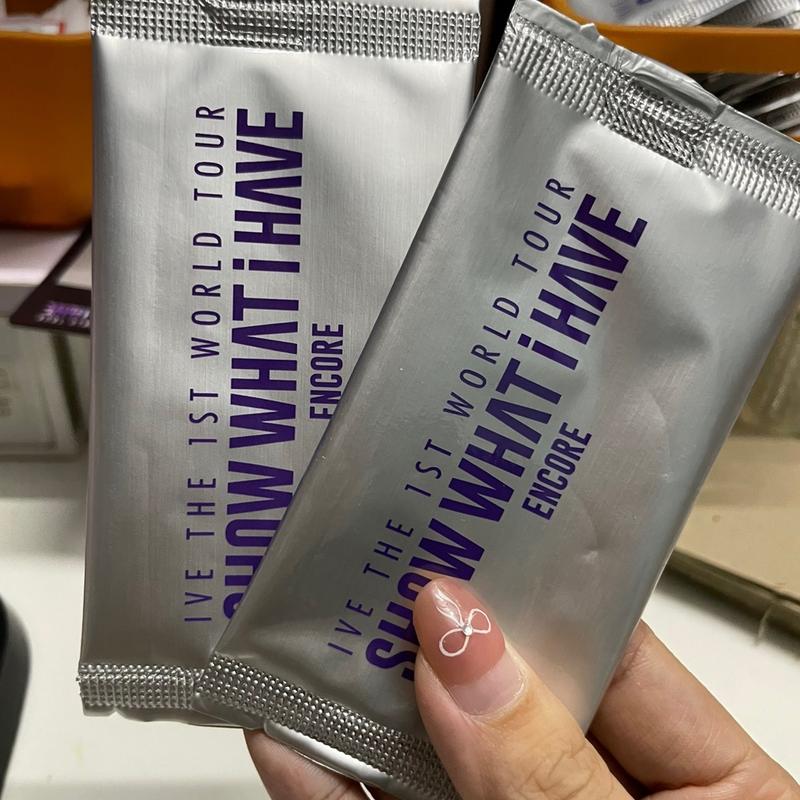 IVE THE 1ST WORLD TOUR
SHOW WHAT i HAVE
ENCORE
IVE THE 1ST WORLD TOUR
SHOW WHAT i HAVE
ENCORE